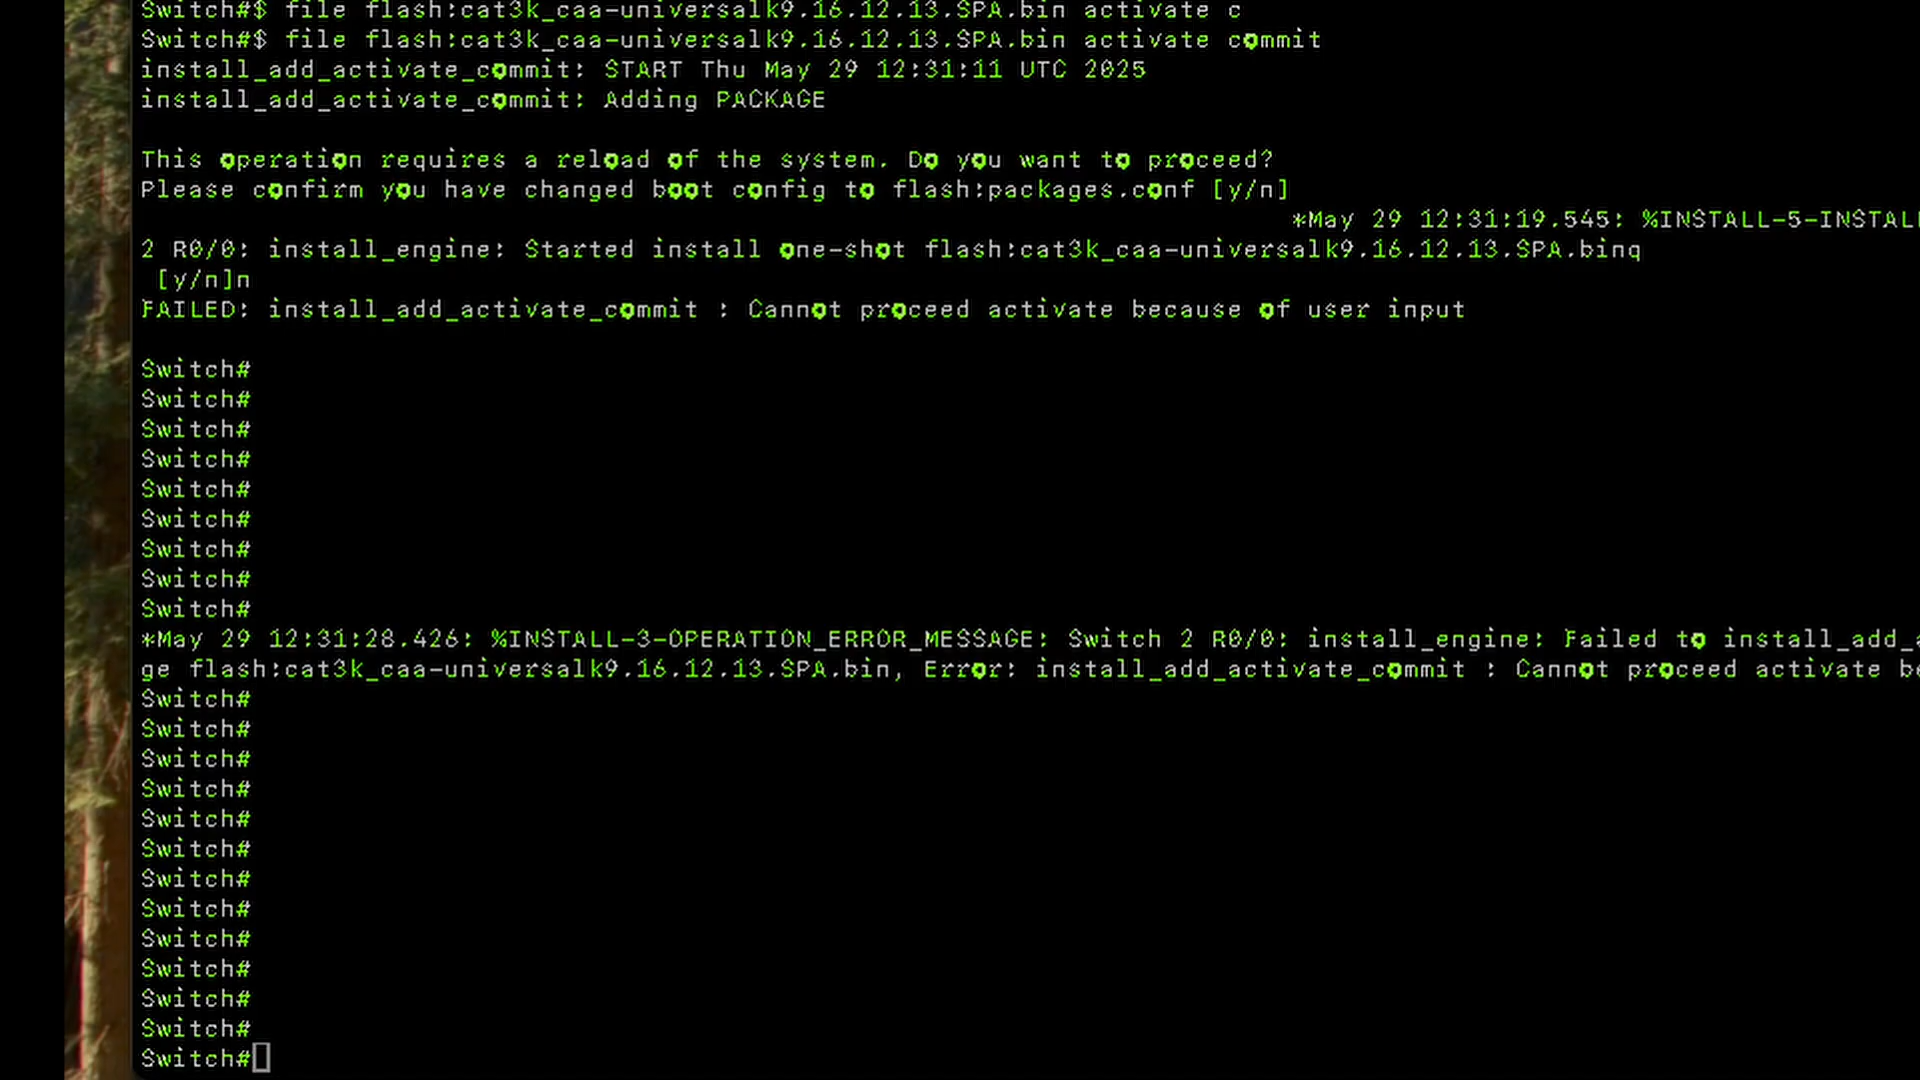 Switch#$ file flash:cat3k_caa-universalk9.16.12.13.SPA.bin activate c
Switch#$ file flash:cat3k_caa-universalk9.16.12.13.SPA.bin activate commit
install_add_activate_commit: START Thu May 29 12:31:11 UTC 2025
install_add_activate_commit: Adding PACKAGE
This operation requires a reload of the system. Do you want to proceed?
Please confirm you have changed boot config to flash:packages.conf [y/n]
*May 29 12:31:19.545: %INSTALL-5-INSTALL
2 R0/0: install_engine: Started install one-shot flash:cat3k_caa-universalk9.16.12.13.SPA.binq
[y/n]n
FAILED: install_add_activate_commit : Cannot proceed activate because of user input
Switch#
Switch#
Switch#
Switch#
Switch#
Switch#
Switch#
Switch#
Switch#
*May 29 12:31:28.426: %INSTALL-3-OPERATION_ERROR_MESSAGE: Switch 2 R0/0: install_engine: Failed to install_add_
ge flash:cat3k_caa-universalk9.16.12.13.SPA.bin, Error: install_add_activate_commit : Cannot proceed activate be
Switch#
Switch#
Switch#
Switch#
Switch#
Switch#
Switch#
Switch#
Switch#
Switch#
Switch#
Switch#
Switch#